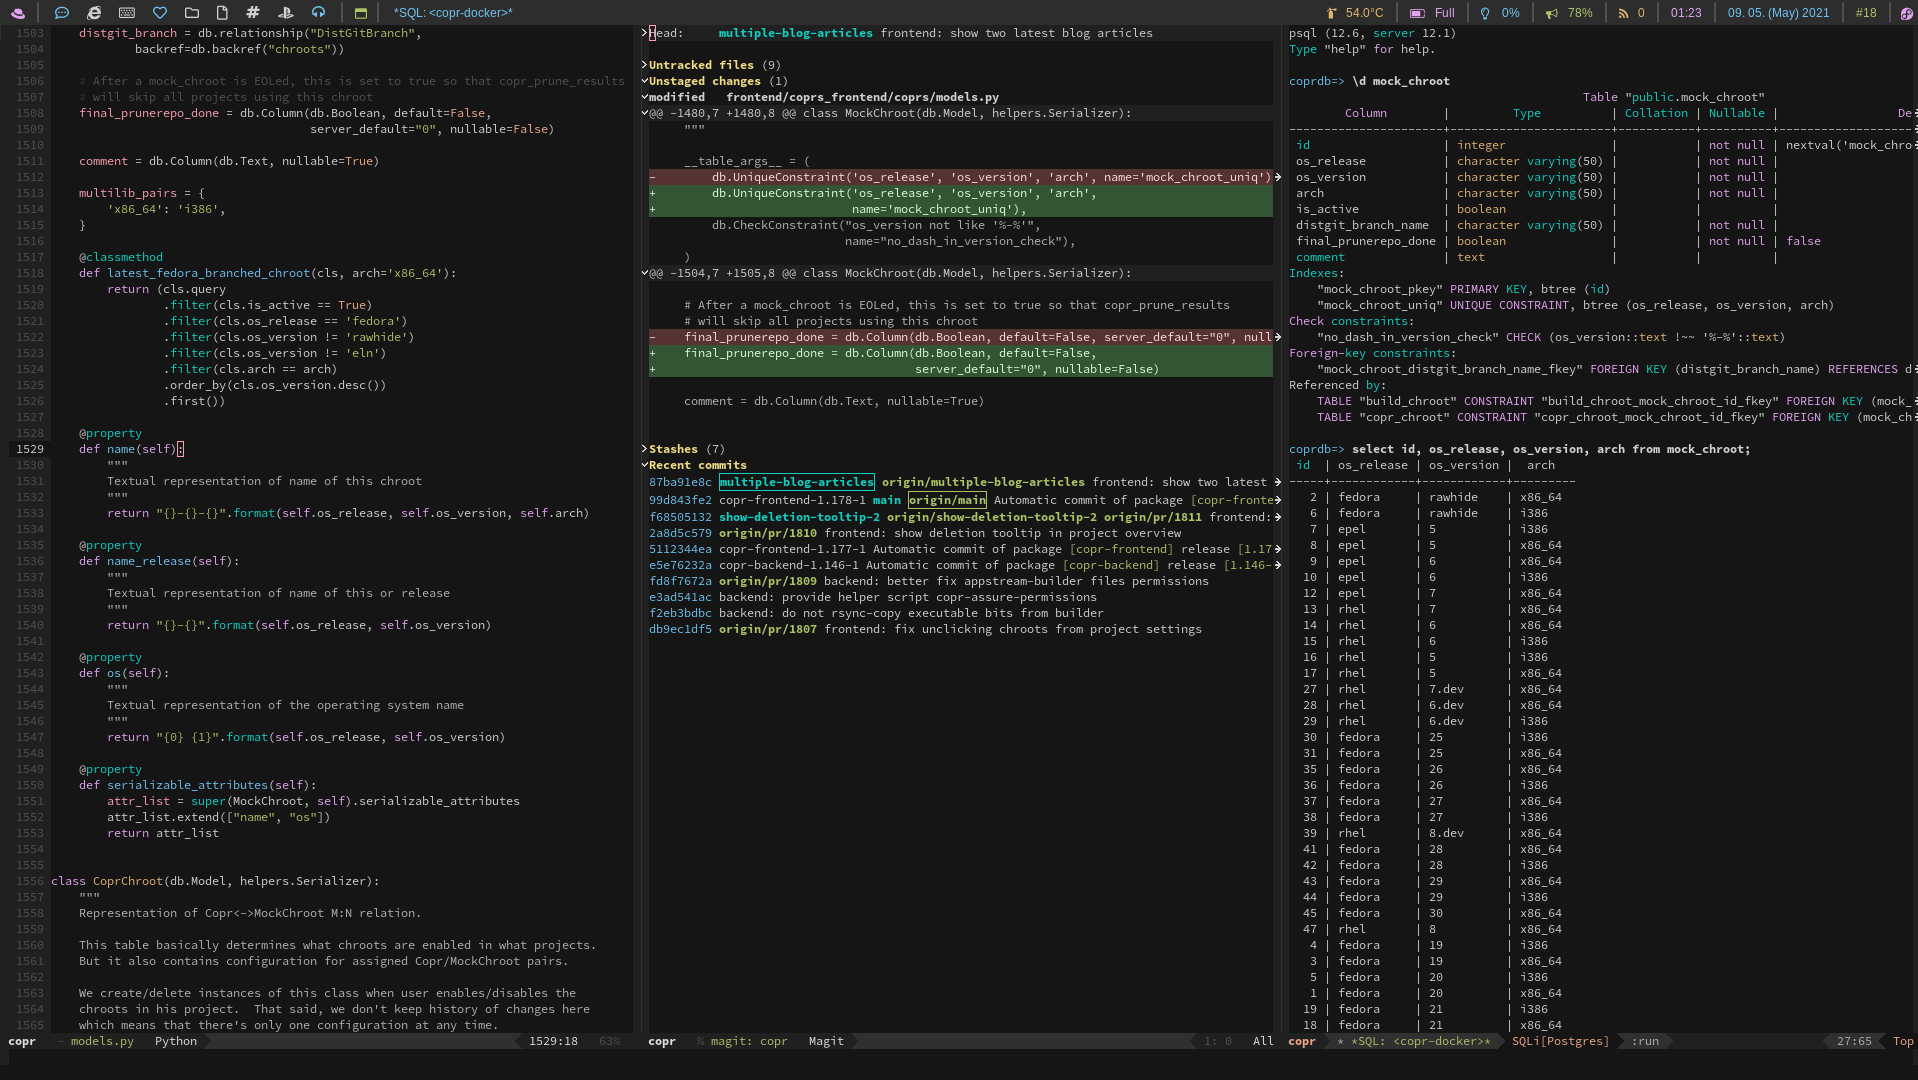 *SQL: <copr-docker>*
54.0°C
Full
0%
78%
0
01:23
09. 05. (May) 2021
#18
1503     distgit_branch = db.relationship("DistGitBranch",
1504             backref=db.backref("chroots"))
1505
1506     # After a mock_chroot is EOLed, this is set to true so that copr_prune_results
1507     # will skip all projects using this chroot
1508     final_prunerepo_done = db.Column(db.Boolean, default=False,
1509                                      server_default="0", nullable=False)
1510
1511     comment = db.Column(db.Text, nullable=True)
1512
1513     multilib_pairs = {
1514         'x86_64': 'i386',
1515     }
1516
1517     @classmethod
1518     def latest_fedora_branched_chroot(cls, arch='x86_64'):
1519         return (cls.query
1520                 .filter(cls.is_active == True)
1521                 .filter(cls.os_release == 'fedora')
1522                 .filter(cls.os_version != 'rawhide')
1523                 .filter(cls.os_version != 'eln')
1524                 .filter(cls.arch == arch)
1525                 .order_by(cls.os_version.desc())
1526                 .first())
1527
1528     @property
1529     def name(self):
1530         """
1531         Textual representation of name of this chroot
1532         """
1533         return "{}-{}-{}".format(self.os_release, self.os_version, self.arch)
1534
1535     @property
1536     def name_release(self):
1537         """
1538         Textual representation of name of this or release
1539         """
1540         return "{}-{}".format(self.os_release, self.os_version)
1541
1542     @property
1543     def os(self):
1544         """
1545         Textual representation of the operating system name
1546         """
1547         return "{0} {1}".format(self.os_release, self.os_version)
1548
1549     @property
1550     def serializable_attributes(self):
1551         attr_list = super(MockChroot, self).serializable_attributes
1552         attr_list.extend(["name", "os"])
1553         return attr_list
1554
1555
1556 class CoprChroot(db.Model, helpers.Serializer):
1557     """
1558     Representation of Copr<->MockChroot M:N relation.
1559
1560     This table basically determines what chroots are enabled in what projects.
1561     But it also contains configuration for assigned Copr/MockChroot pairs.
1562
1563     We create/delete instances of this class when user enables/disables the
1564     chroots in his project.  That said, we don't keep history of changes here
1565     which means that there's only one configuration at any time.
copr - models.py Python 1529:18 63%
Head:     multiple-blog-articles frontend: show two latest blog articles
Untracked files (9)
Unstaged changes (1)
modified   frontend/coprs_frontend/coprs/models.py
@@ -1480,7 +1480,8 @@ class MockChroot(db.Model, helpers.Serializer):
     """
     __table_args__ = (
-        db.UniqueConstraint('os_release', 'os_version', 'arch', name='mock_chroot_uniq')
+        db.UniqueConstraint('os_release', 'os_version', 'arch',
+                            name='mock_chroot_uniq'),
         db.CheckConstraint("os_version not like '%-%'",
                            name="no_dash_in_version_check"),
     )
@@ -1504,7 +1505,8 @@ class MockChroot(db.Model, helpers.Serializer):
     # After a mock_chroot is EOLed, this is set to true so that copr_prune_results
     # will skip all projects using this chroot
-    final_prunerepo_done = db.Column(db.Boolean, default=False, server_default="0", null
+    final_prunerepo_done = db.Column(db.Boolean, default=False,
+                                     server_default="0", nullable=False)
     comment = db.Column(db.Text, nullable=True)
Stashes (7)
Recent commits
87ba91e8c multiple-blog-articles origin/multiple-blog-articles frontend: show two latest
99d843fe2 copr-frontend-1.178-1 main origin/main Automatic commit of package [copr-fronte
f68505132 show-deletion-tooltip-2 origin/show-deletion-tooltip-2 origin/pr/1811 frontend:
2a8d5c579 origin/pr/1810 frontend: show deletion tooltip in project overview
5112344ea copr-frontend-1.177-1 Automatic commit of package [copr-frontend] release [1.17
e5e76232a copr-backend-1.146-1 Automatic commit of package [copr-backend] release [1.146-
fd8f7672a origin/pr/1809 backend: better fix appstream-builder files permissions
e3ad541ac backend: provide helper script copr-assure-permissions
f2eb3bdbc backend: do not rsync-copy executable bits from builder
db9ec1df5 origin/pr/1807 frontend: fix unclicking chroots from project settings
copr % magit: copr Magit 1: 0 All
psql (12.6, server 12.1)
Type "help" for help.
coprdb=> \d mock_chroot
Table "public.mock_chroot"
Column | Type | Collation | Nullable | De
---------------------+----------------------+-----------+----------+-------------------
id | integer | | not null | nextval('mock_chro
os_release | character varying(50) | | not null |
os_version | character varying(50) | | not null |
arch | character varying(50) | | not null |
is_active | boolean | | |
distgit_branch_name | character varying(50) | | not null |
final_prunerepo_done | boolean | | not null | false
comment | text | | |
Indexes:
    "mock_chroot_pkey" PRIMARY KEY, btree (id)
    "mock_chroot_uniq" UNIQUE CONSTRAINT, btree (os_release, os_version, arch)
Check constraints:
    "no_dash_in_version_check" CHECK (os_version::text !~~ '%-%'::text)
Foreign-key constraints:
    "mock_chroot_distgit_branch_name_fkey" FOREIGN KEY (distgit_branch_name) REFERENCES d
Referenced by:
    TABLE "build_chroot" CONSTRAINT "build_chroot_mock_chroot_id_fkey" FOREIGN KEY (mock_
    TABLE "copr_chroot" CONSTRAINT "copr_chroot_mock_chroot_id_fkey" FOREIGN KEY (mock_ch
coprdb=> select id, os_release, os_version, arch from mock_chroot;
id | os_release | os_version | arch
-----+------------+------------+---------
2 | fedora | rawhide | x86_64
6 | fedora | rawhide | i386
7 | epel | 5 | i386
8 | epel | 5 | x86_64
9 | epel | 6 | x86_64
10 | epel | 6 | i386
12 | epel | 7 | x86_64
13 | rhel | 7 | x86_64
14 | rhel | 6 | x86_64
15 | rhel | 6 | i386
16 | rhel | 5 | i386
17 | rhel | 5 | x86_64
27 | rhel | 7.dev | x86_64
28 | rhel | 6.dev | x86_64
29 | rhel | 6.dev | i386
30 | fedora | 25 | i386
31 | fedora | 25 | x86_64
35 | fedora | 26 | x86_64
36 | fedora | 26 | i386
37 | fedora | 27 | x86_64
38 | fedora | 27 | i386
39 | rhel | 8.dev | x86_64
41 | fedora | 28 | x86_64
42 | fedora | 28 | i386
43 | fedora | 29 | x86_64
44 | fedora | 29 | i386
45 | fedora | 30 | x86_64
47 | rhel | 8 | x86_64
4 | fedora | 19 | i386
3 | fedora | 19 | x86_64
5 | fedora | 20 | i386
1 | fedora | 20 | x86_64
19 | fedora | 21 | i386
18 | fedora | 21 | x86_64
copr * *SQL: <copr-docker>* SQLi[Postgres] :run 27:65 Top